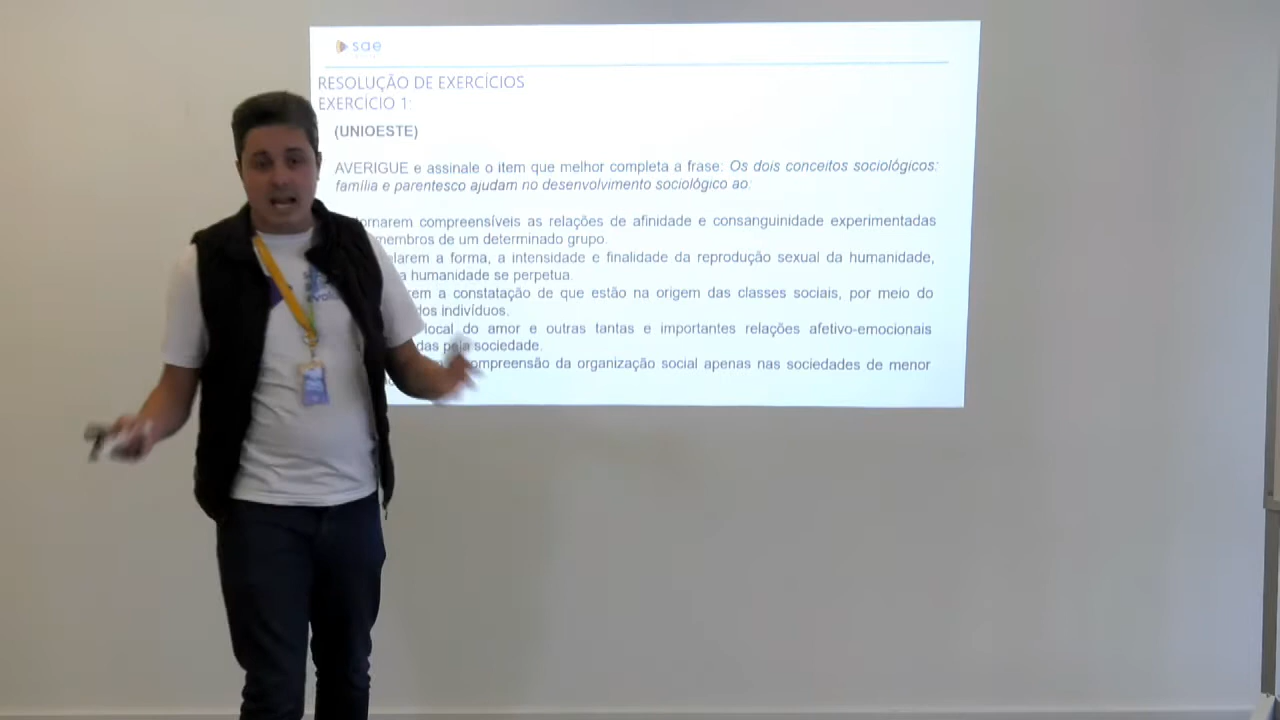 sae
RESOLUÇÃO DE EXERCÍCIOS
EXERCÍCIO 1:
(UNIOESTE)
AVERIGUE e assinale o item que melhor completa a frase: Os dois conceitos sociológicos:
família e parentesco ajudam no desenvolvimento sociológico ao:
tornarem compreensíveis as relações de afinidade e consanguinidade experimentadas
membros de um determinado grupo.
a forma, a intensidade e finalidade da reprodução sexual da humanidade,
a humanidade se perpetua.
a constatação de que estão na origem das classes sociais, por meio do
dos indivíduos.
local do amor e outras tantas e importantes relações afetivo-emocionais
pela sociedade.
compreensão da organização social apenas nas sociedades de menor